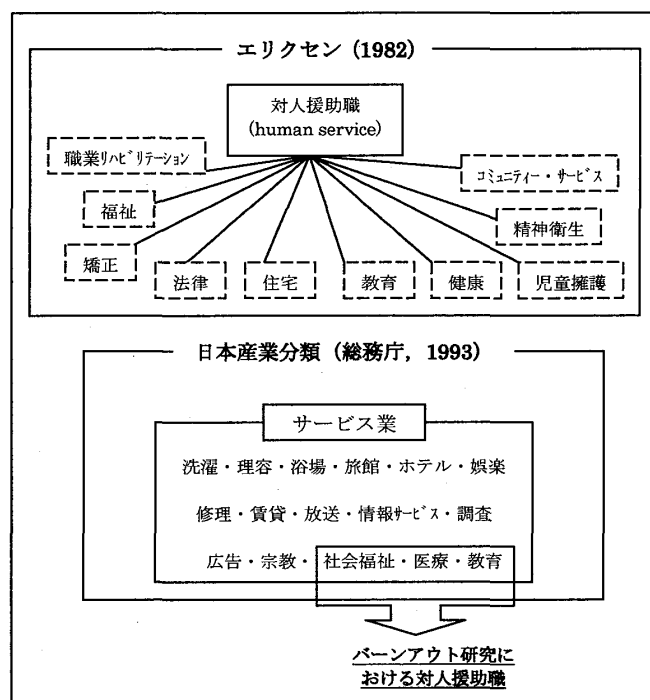 エリクセン (1982)
対人援助職
(human service)
職業ﾘﾊﾋﾞﾘﾃｰｼｮﾝ
ｺﾐｭﾆﾃｨｰ・ｻｰﾋﾞｽ
福祉
精神衛生
矯正
法律
住宅
教育
健康
児童擁護
日本産業分類 (総務庁, 1993)
サービス業
洗濯・理容・浴場・旅館・ホテル・娯楽
修理・賃貸・放送・情報ｻｰﾋﾞｽ・調査
広告・宗教・社会福祉・医療・教育
バーンアウト研究に
おける対人援助職